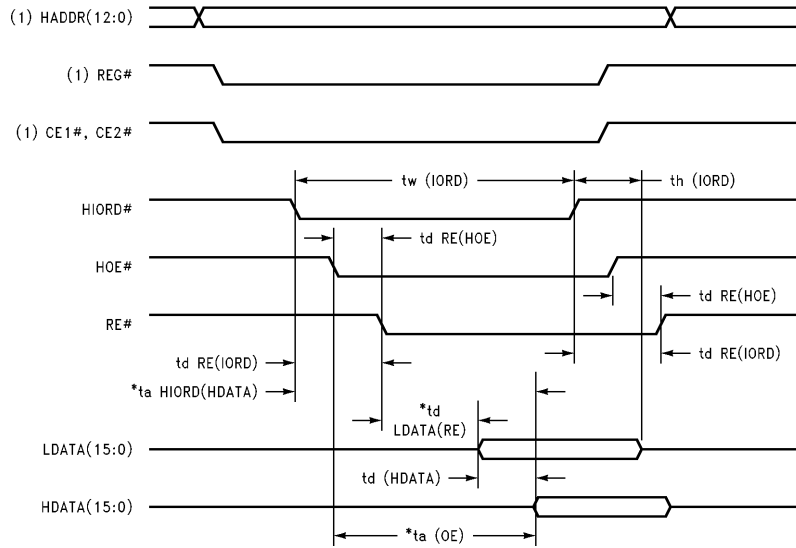 (1) HADDR(12:0)
(1) REG#
(1) CE1#, CE2#
tw (IORD)
th (IORD)
HIORD#
td RE(HOE)
HOE#
td RE(HOE)
RE#
td RE(IORD)
td RE(IORD)
*ta HIORD(HDATA)
*td
LDATA(RE)
LDATA(15:0)
td (HDATA)
HDATA(15:0)
*ta (OE)